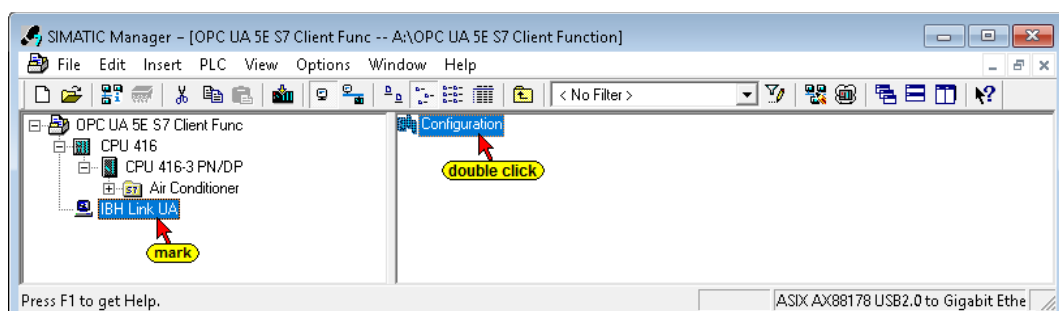 SIMATIC Manager - [OPC UA 5E S7 Client Func -- A:\OPC UA 5E S7 Client Function]
File Edit Insert PLC View Options Window Help
< No Filter >
OPC UA 5E S7 Client Func
Configuration
CPU 416
CPU 416-3 PN/DP
double click
S7 Air Conditioner
IBH Link UA
mark
Press F1 to get Help.
ASIX AX88178 USB2.0 to Gigabit Ethe